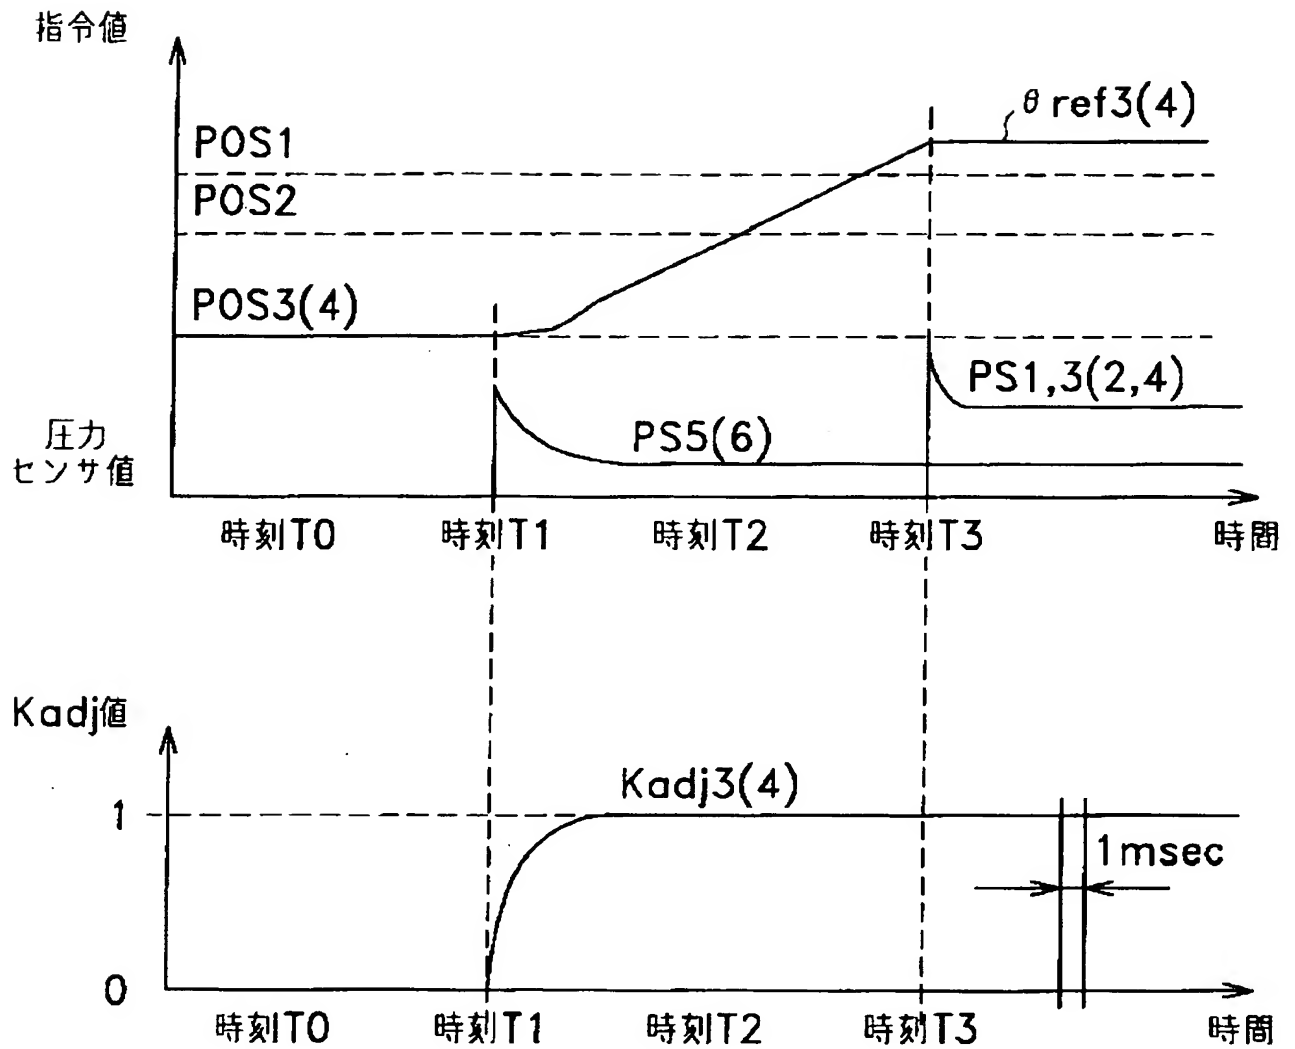 指令値
θ ref3(4)
POS1
POS2
POS3(4)
PS1,3(2,4)
PS5(6)
圧力
センサ値
時刻T0 時刻T1 時刻T2 時刻T3 時間
Kadj値
Kadj3(4)
1
1msec
0
時刻T0 時刻T1 時刻T2 時刻T3 時間